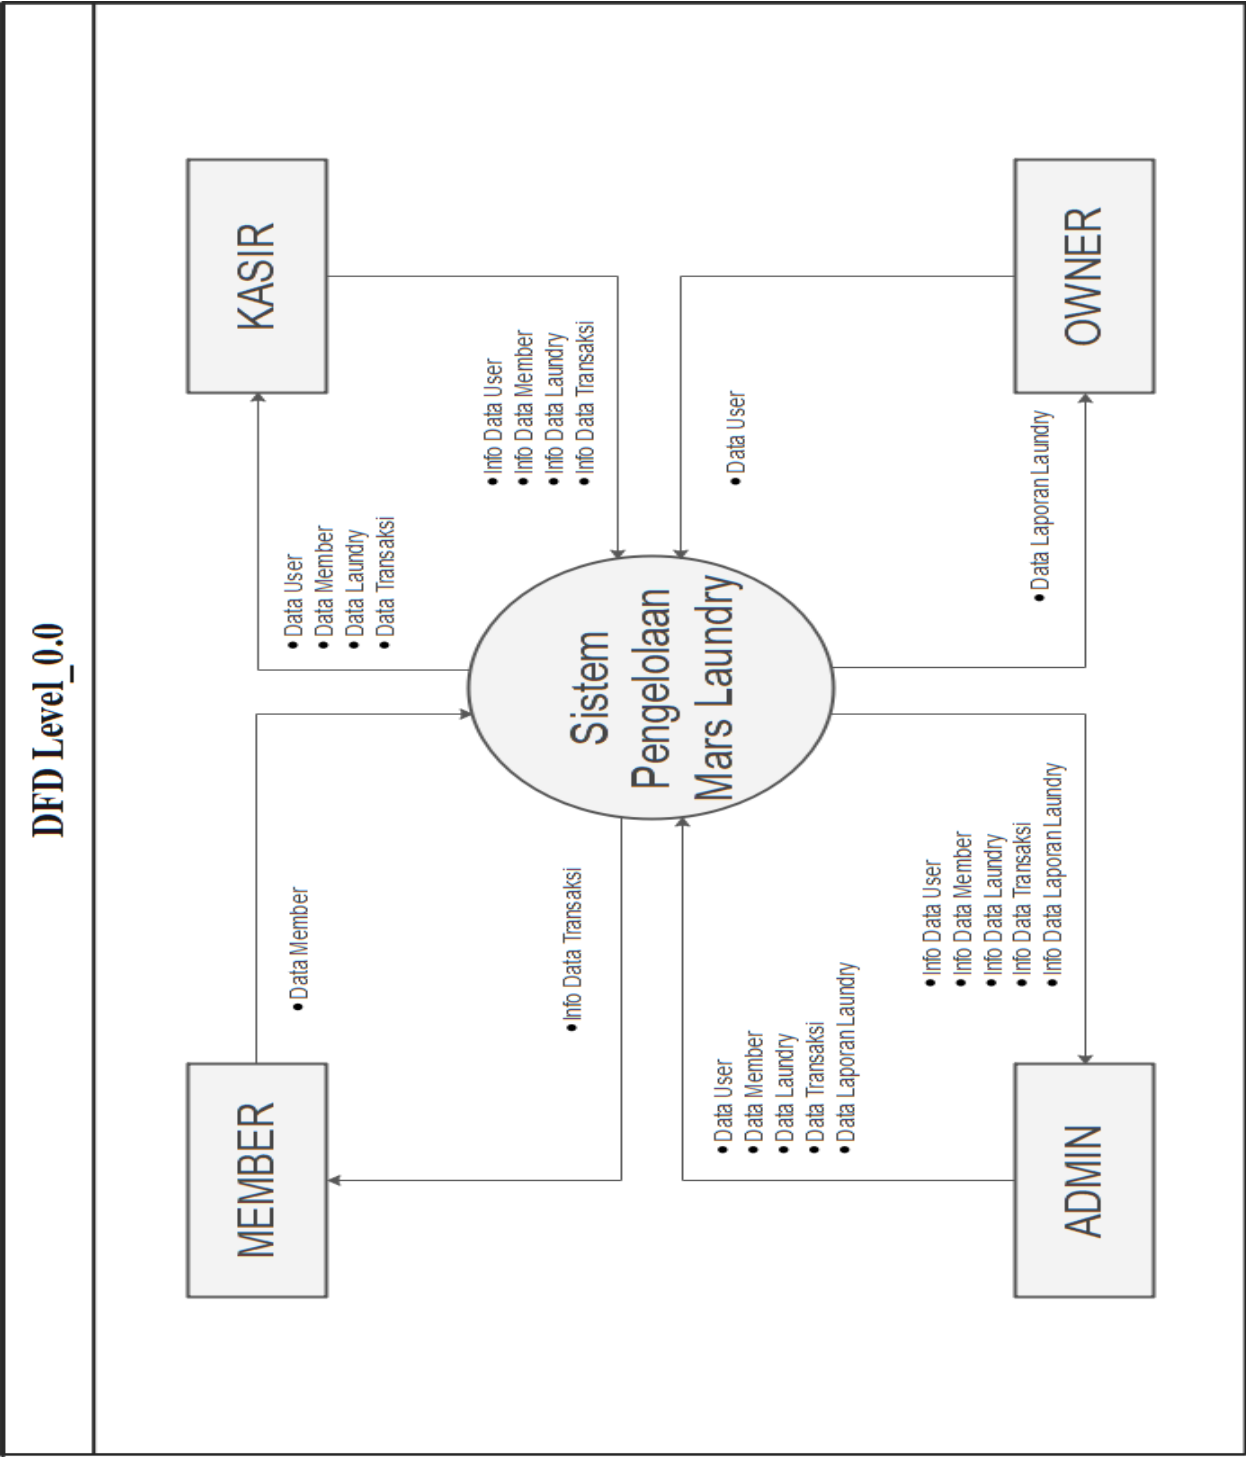 DFD Level_0.0
MEMBER
KASIR
• Data Member
• Data User
• Data Member
• Data Laundry
• Data Transaksi
• Info Data Transaksi
• Info Data User
• Info Data Member
• Info Data Laundry
• Info Data Transaksi
Sistem
Pengelolaan
Mars Laundry
• Data User
• Data Member
• Data Laundry
• Data Transaksi
• Data Laporan Laundry
• Data User
• Info Data User
• Info Data Member
• Info Data Laundry
• Info Data Transaksi
• Info Data Laporan Laundry
• Data Laporan Laundry
ADMIN
OWNER